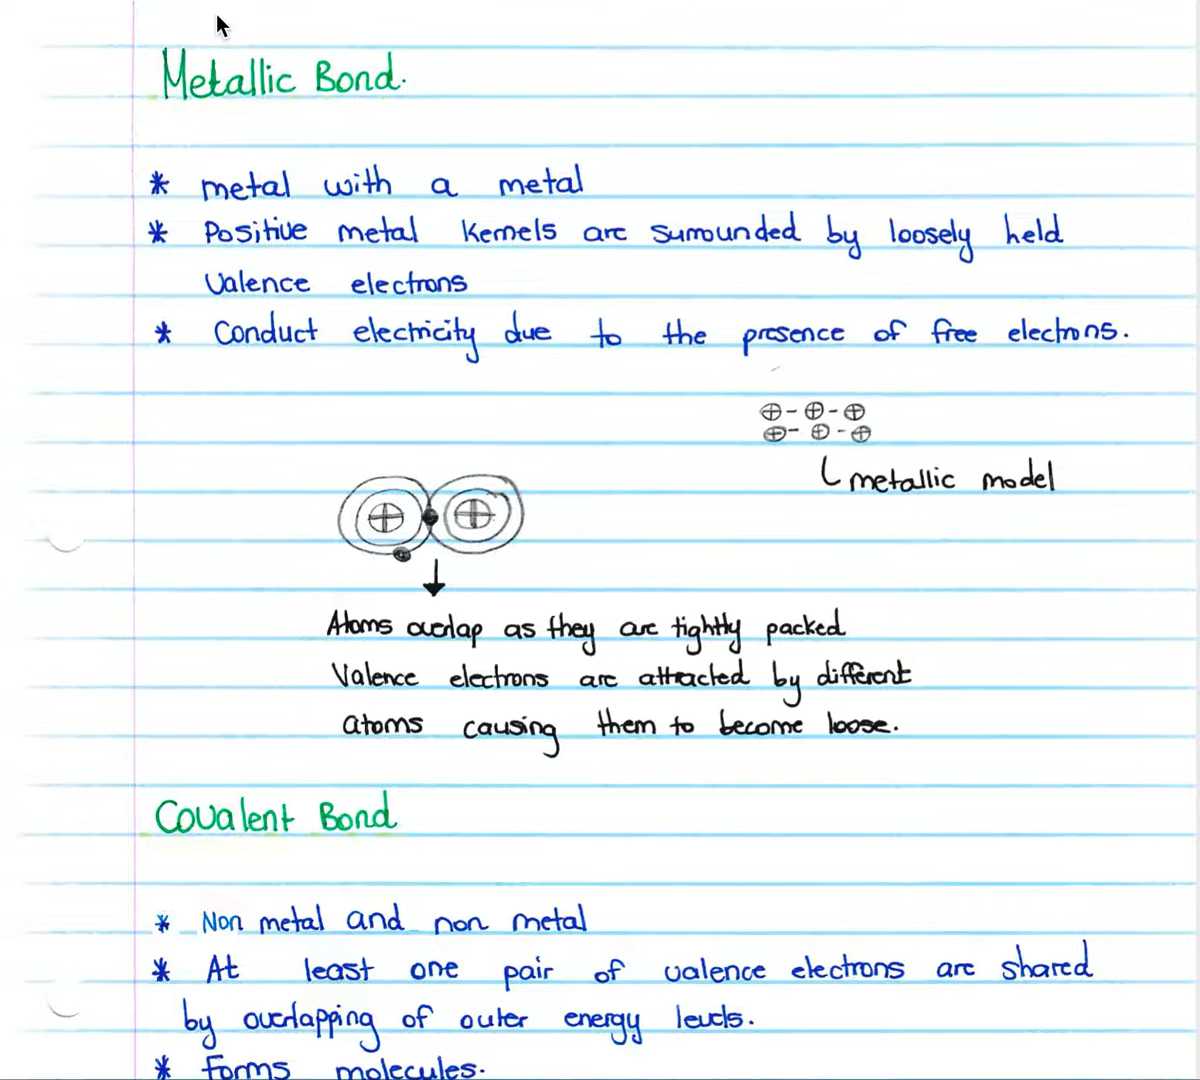 Metallic Bond.
* metal with a metal
* Positive metal kernels are surrounded by loosely held
valence electrons
* Conduct electricity due to the presence of free electrons.
⊕-⊕-⊕
⊕-⊕-⊕
metallic model
Atoms overlap as they are tightly packed
Valence electrons are attracted by different
atoms causing them to become loose.
Covalent Bond
* Non metal and non metal
* At least one pair of valence electrons are shared
by overlapping of outer energy levels.
* Forms molecules.